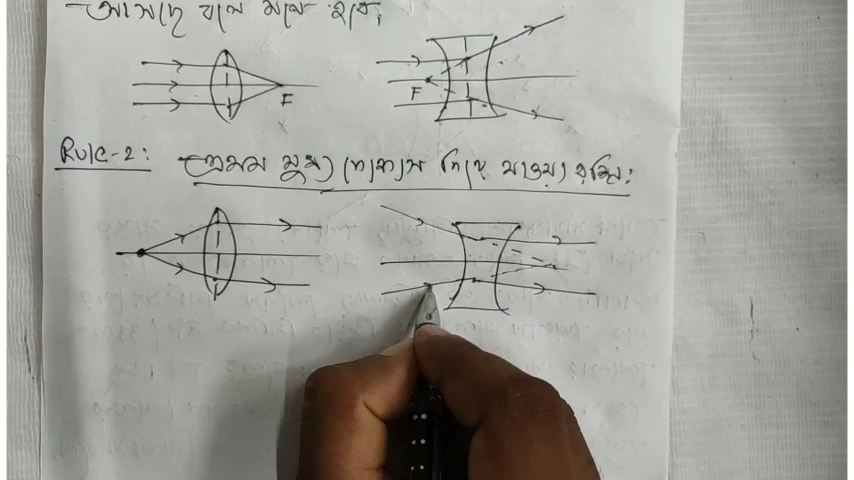 আসছে বলে মনে হবে,
F
F
RUle-2: প্রথম মুখ্য ফোকাস দিয়ে যাওয়া রশ্মি: